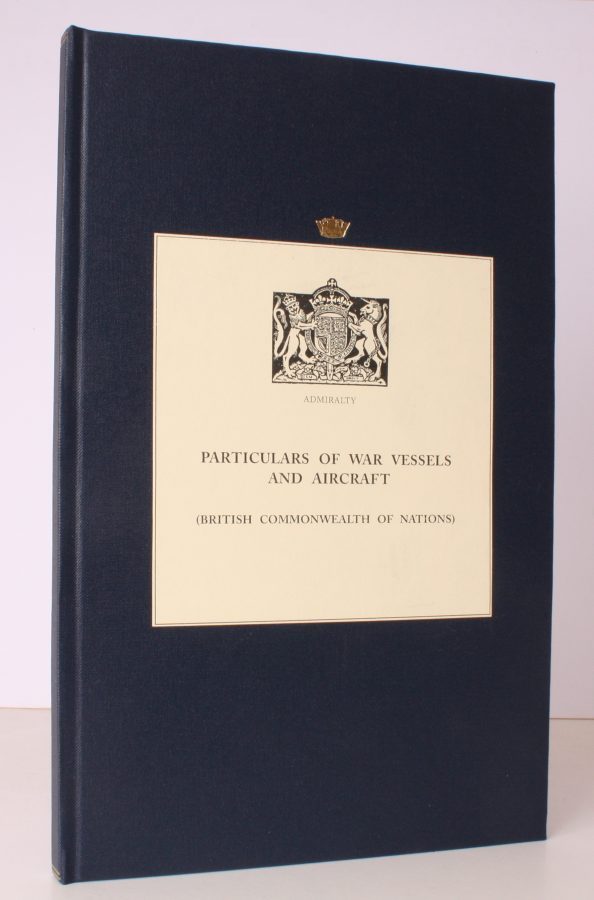 ADMIRALTY
PARTICULARS OF WAR VESSELS
AND AIRCRAFT
(BRITISH COMMONWEALTH OF NATIONS)